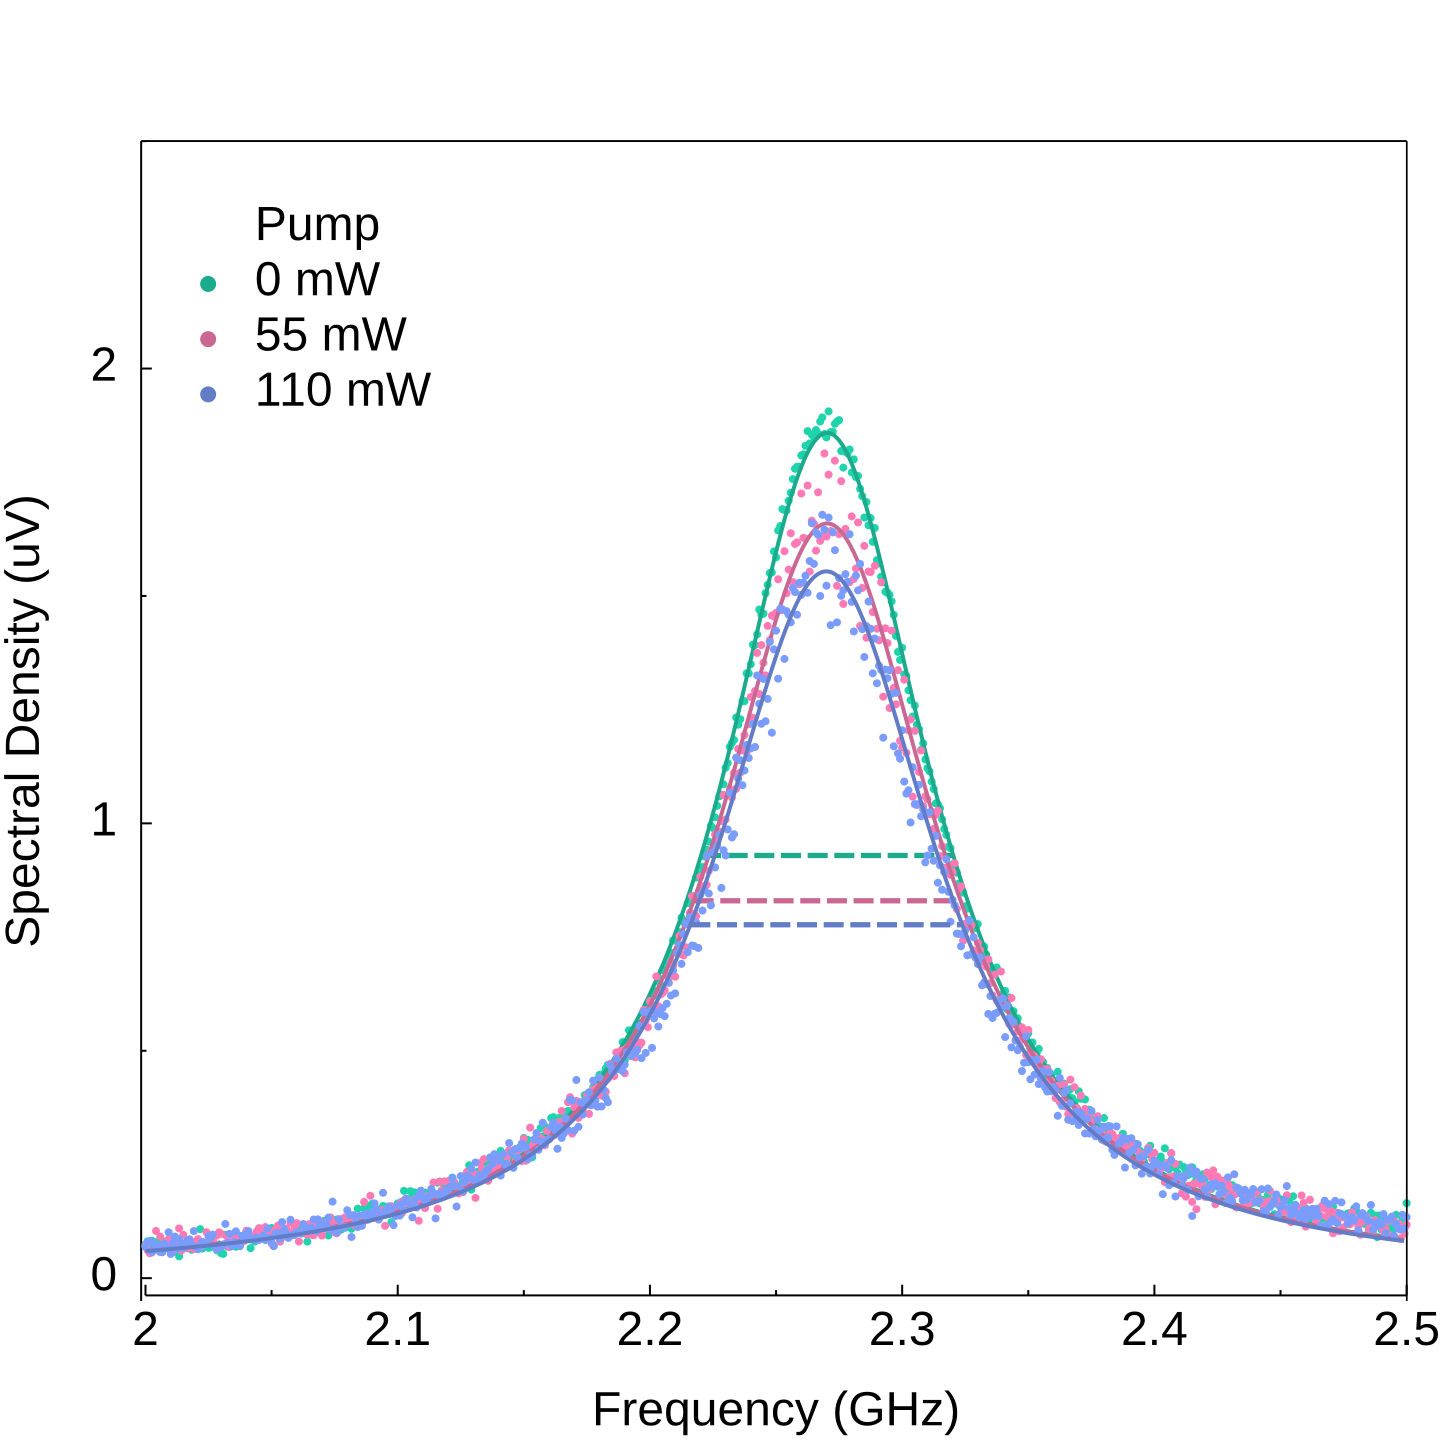 Pump
0 mW
55 mW
110 mW
Spectral Density (uV)
2
1
0
2 2.1 2.2 2.3 2.4 2.5
Frequency (GHz)